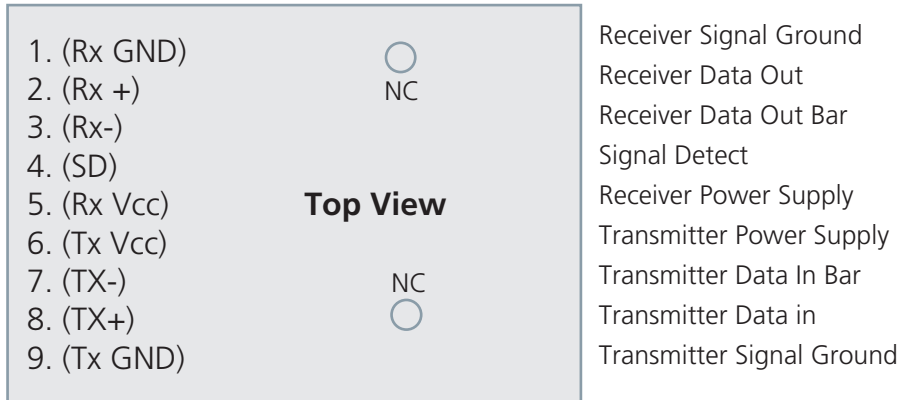 1. (Rx GND)
2. (Rx +)
NC
3. (Rx-)
4. (SD)
5. (Rx Vcc)
Top View
6. (Tx Vcc)
7. (TX-)
NC
8. (TX+)
9. (Tx GND)
Receiver Signal Ground
Receiver Data Out
Receiver Data Out Bar
Signal Detect
Receiver Power Supply
Transmitter Power Supply
Transmitter Data In Bar
Transmitter Data in
Transmitter Signal Ground